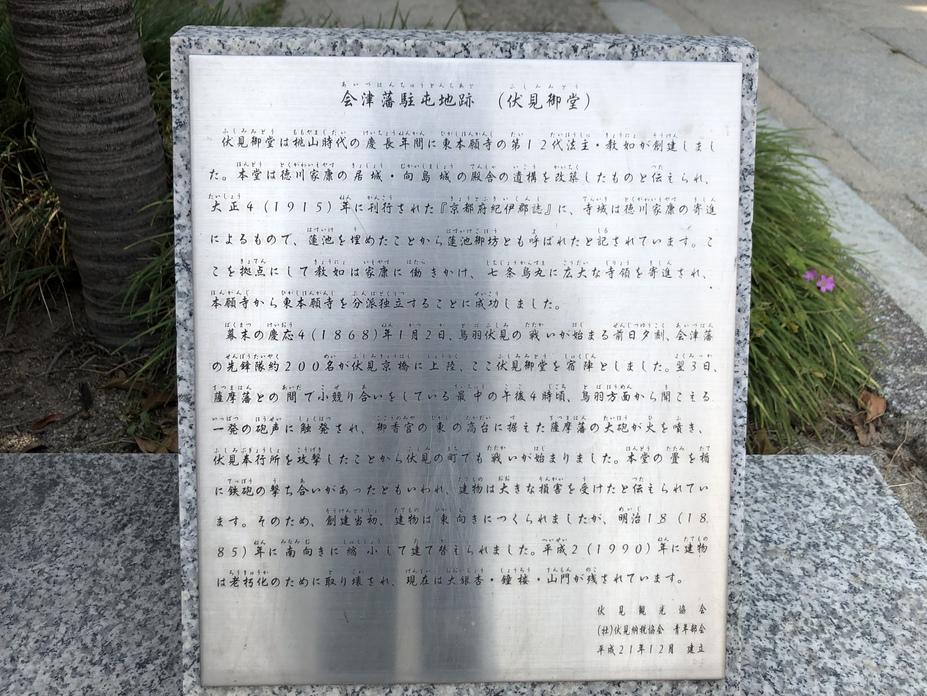 会津藩駐屯地跡 (伏見御堂)
伏見御堂は桃山時代の慶長年間に東本願寺の第12代法主・教如が創建しまし
た。本堂は徳川家康の居城・向島城の殿舎の遺構を改築したものと伝えられ、
大正4(1915)年に刊行された『京都府紀伊郡誌』に、寺域は徳川家康の寄進
によるもので、蓮池を埋めたことから蓮池御坊とも呼ばれたと記されています。こ
こを拠点にして教如は家康に働きかけ、七条烏丸に広大な寺領を寄進され、
本願寺から東本願寺を分派独立することに成功しました。
幕末の慶応4(1868)年1月2日、鳥羽伏見の戦いが始まる前日夕刻、会津藩
の先鋒隊約200名が伏見京橋に上陸、ここ伏見御堂を宿陣としました。翌3日、
薩摩藩との間で小競り合いをしている最中の午後4時頃、鳥羽方面から聞こえる
一発の砲声に触発され、御香宮の東の高台に据えた薩摩藩の大砲が火を噴き、
伏見奉行所を攻撃したことから伏見の町でも戦いが始まりました。本堂の畳を楯
に鉄砲の撃ち合いがあったともいわれ、建物は大きな損害を受けたと伝えられてい
ます。そのため、創建当初、建物は東向きにつくられましたが、明治18(18
85)年に南向きに縮小して建て替えられました。平成2(1990)年に建物
は老朽化のために取り壊され、現在は大銀杏・鐘楼・山門が残されています。
伏見観光協会
(社)伏見納税協会 青年部会
平成21年12月 建立